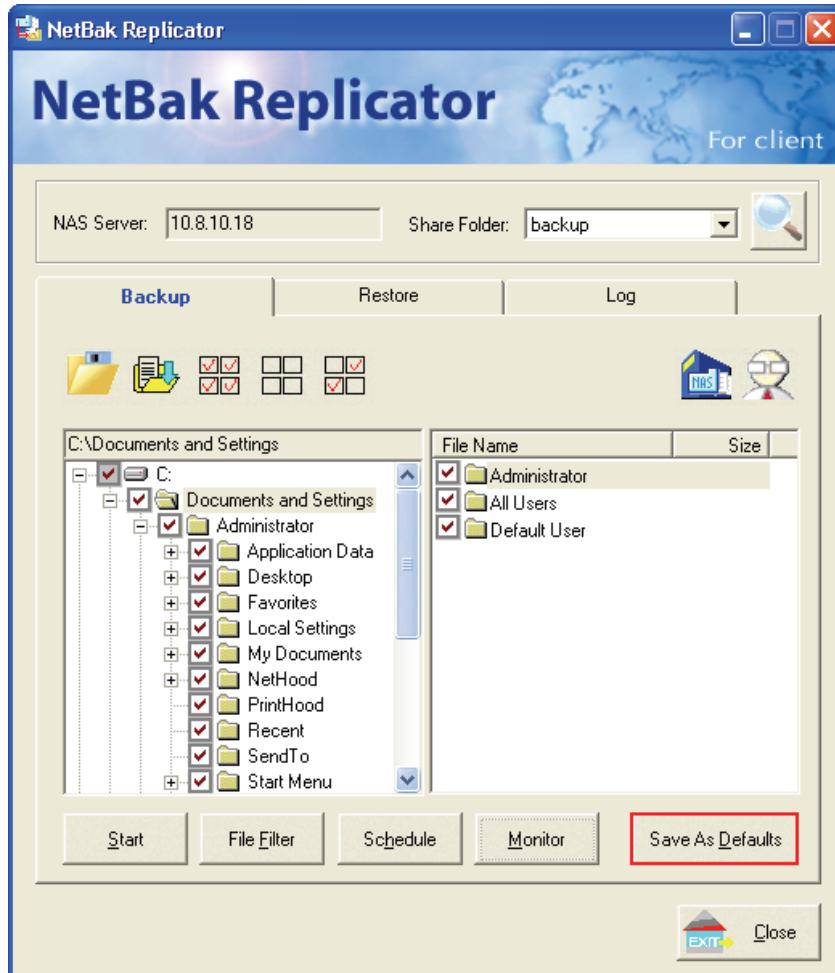 NetBak Replicator
NetBak Replicator
For client
NAS Server: 10.8.10.18 Share Folder: backup
Backup Restore Log
NAS
C:\Documents and Settings
File Name Size
C:
Documents and Settings
Administrator
Application Data
Desktop
Favorites
Local Settings
My Documents
NetHood
PrintHood
Recent
SendTo
Start Menu
Administrator
All Users
Default User
Start File Filter Schedule Monitor Save As Defaults
EXIT Close